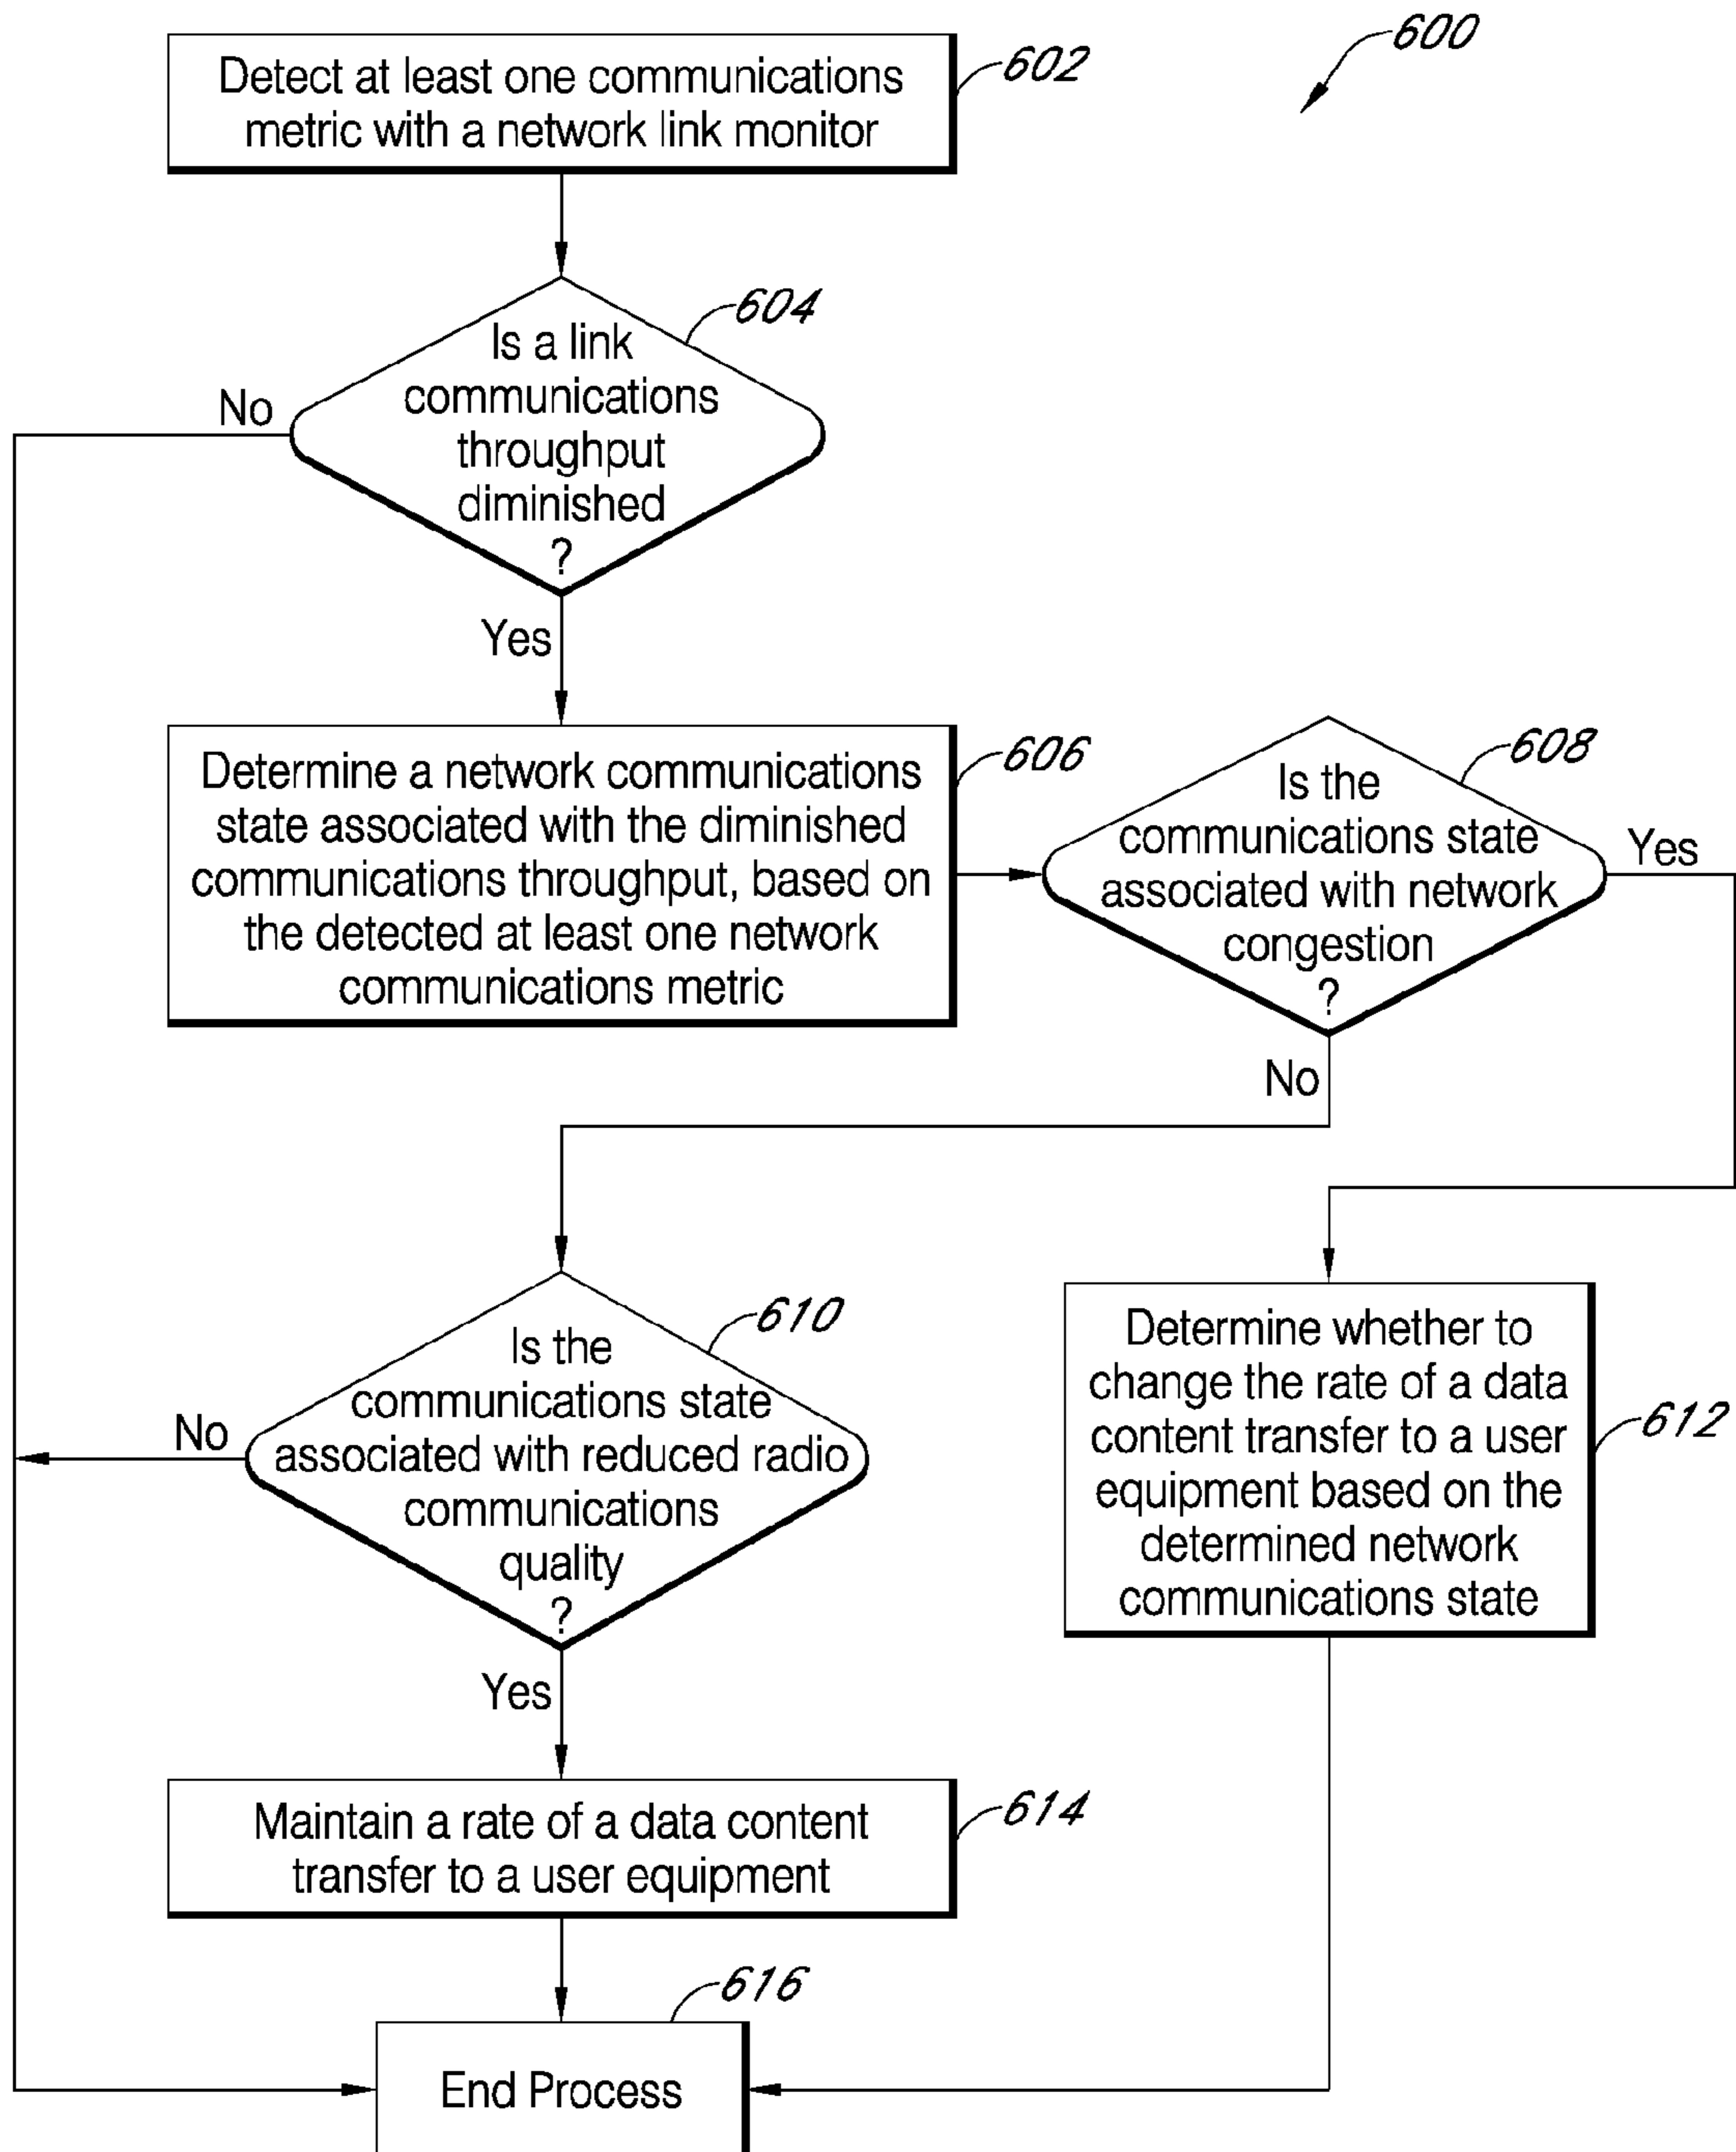 600
Detect at least one communications
metric with a network link monitor
602
604
Is a link
communications
throughput
diminished
?
No
Yes
Determine a network communications
state associated with the diminished
communications throughput, based on
the detected at least one network
communications metric
606
608
Is the
communications state
associated with network
congestion
?
Yes
No
610
Is the
communications state
associated with reduced radio
communications
quality
?
No
Yes
Determine whether to
change the rate of a data
content transfer to a user
equipment based on the
determined network
communications state
612
Maintain a rate of a data content
transfer to a user equipment
614
616
End Process